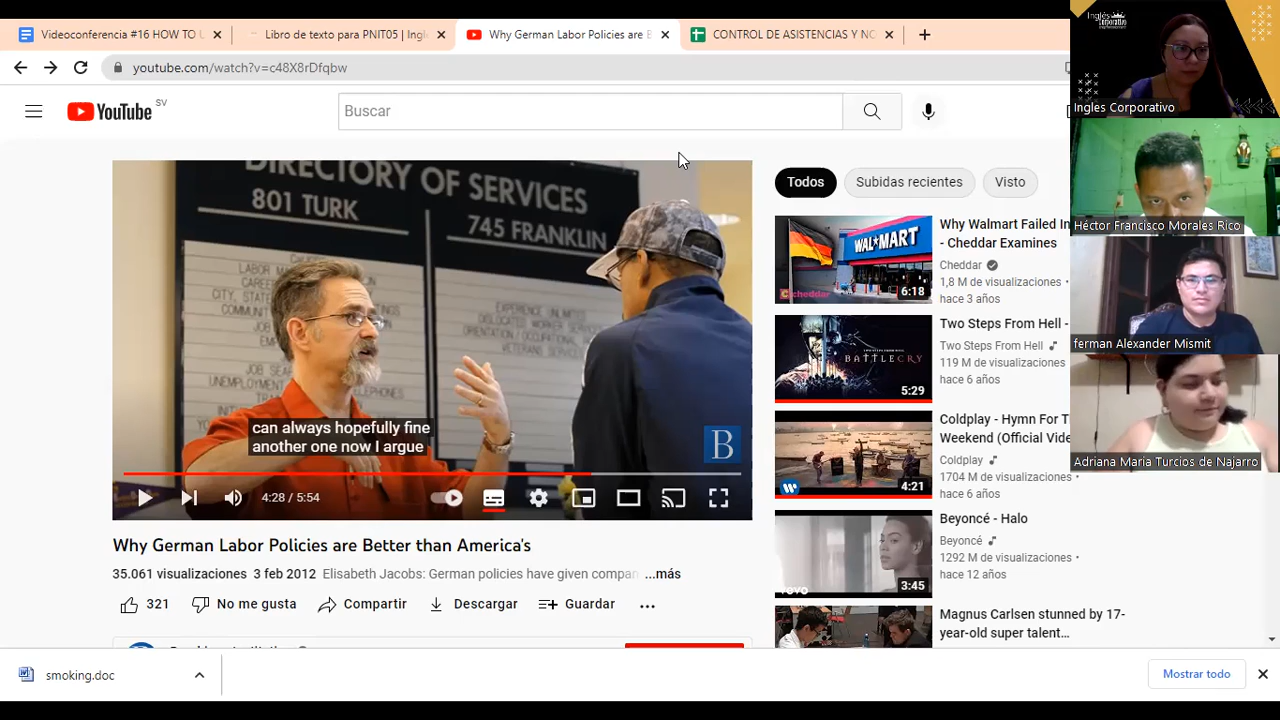 Videoconferencia #16 HOW TO U
Libro de texto para PNIT05 | Ingl
Why German Labor Policies are B
CONTROL DE ASISTENCIAS Y NO
youtube.com/watch?v=c48X8rDfqbw
YouTube SV
Buscar
DIRECTORY OF SERVICES
801 TURK
745 FRANKLIN
can always hopefully fine
another one now I argue
B
4:28 / 5:54
Why German Labor Policies are Better than America's
35.061 visualizaciones 3 feb 2012 Elisabeth Jacobs: German policies have given compan ...más
321 No me gusta Compartir Descargar Guardar
Todos Subidas recientes Visto
WAL★MART
cheddar
6:18
Why Walmart Failed In
- Cheddar Examines
Cheddar
1,8 M de visualizaciones •
hace 3 años
BATTLECRY
5:29
Two Steps From Hell -
Two Steps From Hell
119 M de visualizaciones •
hace 6 años
4:21
Coldplay - Hymn For T
Weekend (Official Vide
Coldplay
1704 M de visualizaciones •
hace 6 años
3:45
Beyoncé - Halo
Beyoncé
1292 M de visualizaciones •
hace 12 años
Magnus Carlsen stunned by 17-
year-old super talent…
Inglés
Corporativo
Ingles Corporativo
Héctor Francisco Morales Rico
ferman Alexander Mismit
Adriana Maria Turcios de Najarro
smoking.doc
Mostrar todo